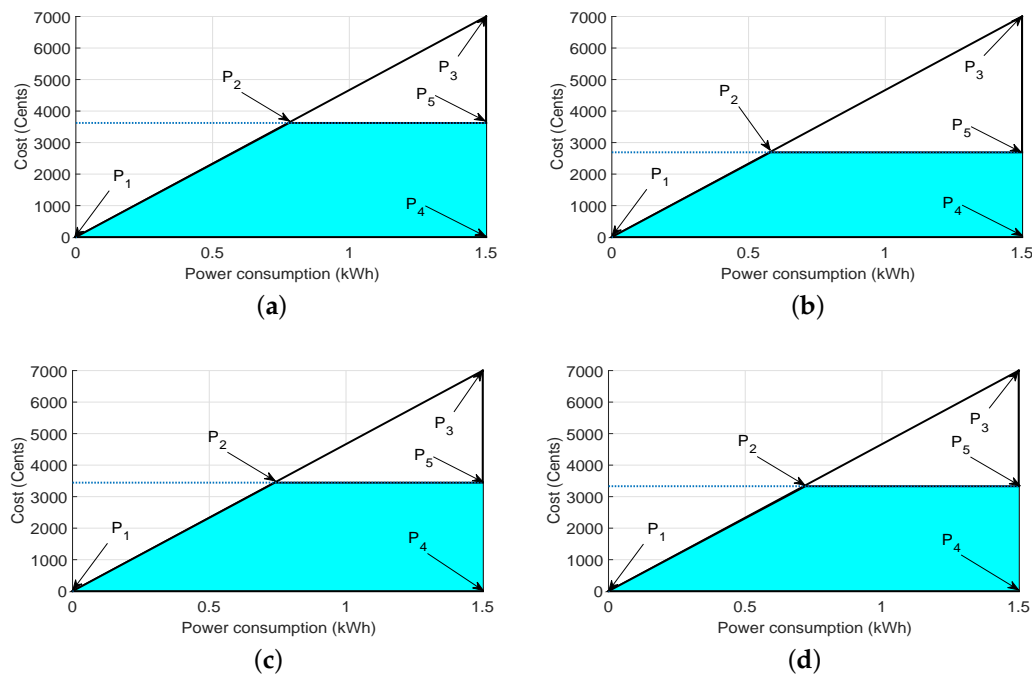 7000
6000
5000
4000
3000
2000
1000
0
Cost (Cents)
P1
P2
P3
P5
P4
0 0.5 1 1.5
Power consumption (kWh)
(a)
7000
6000
5000
4000
3000
2000
1000
0
Cost (Cents)
P1
P2
P3
P5
P4
0 0.5 1 1.5
Power consumption (kWh)
(b)
7000
6000
5000
4000
3000
2000
1000
0
Cost (Cents)
P1
P2
P3
P5
P4
0 0.5 1 1.5
Power consumption (kWh)
(c)
7000
6000
5000
4000
3000
2000
1000
0
Cost (Cents)
P1
P2
P3
P5
P4
0 0.5 1 1.5
Power consumption (kWh)
(d)